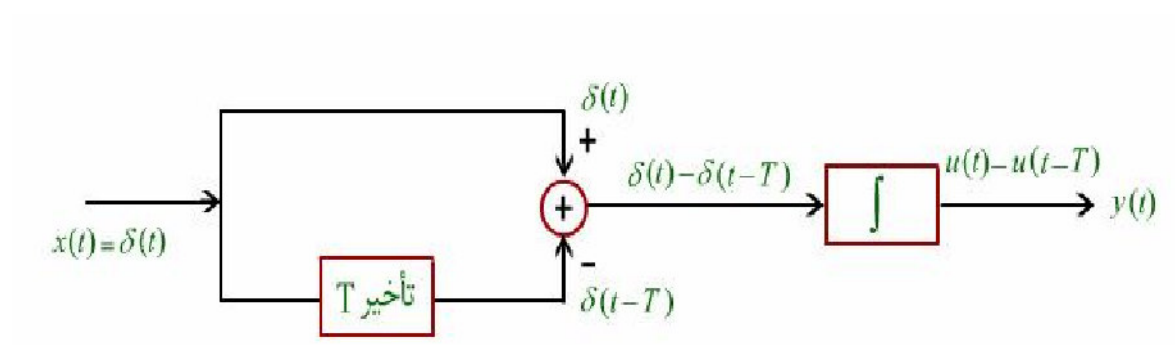 δ(t)
+
δ(t)−δ(t−T)
u(t)−u(t−T)
x(t)=δ(t)
+
∫
y(t)
−
تأخير T
δ(t−T)